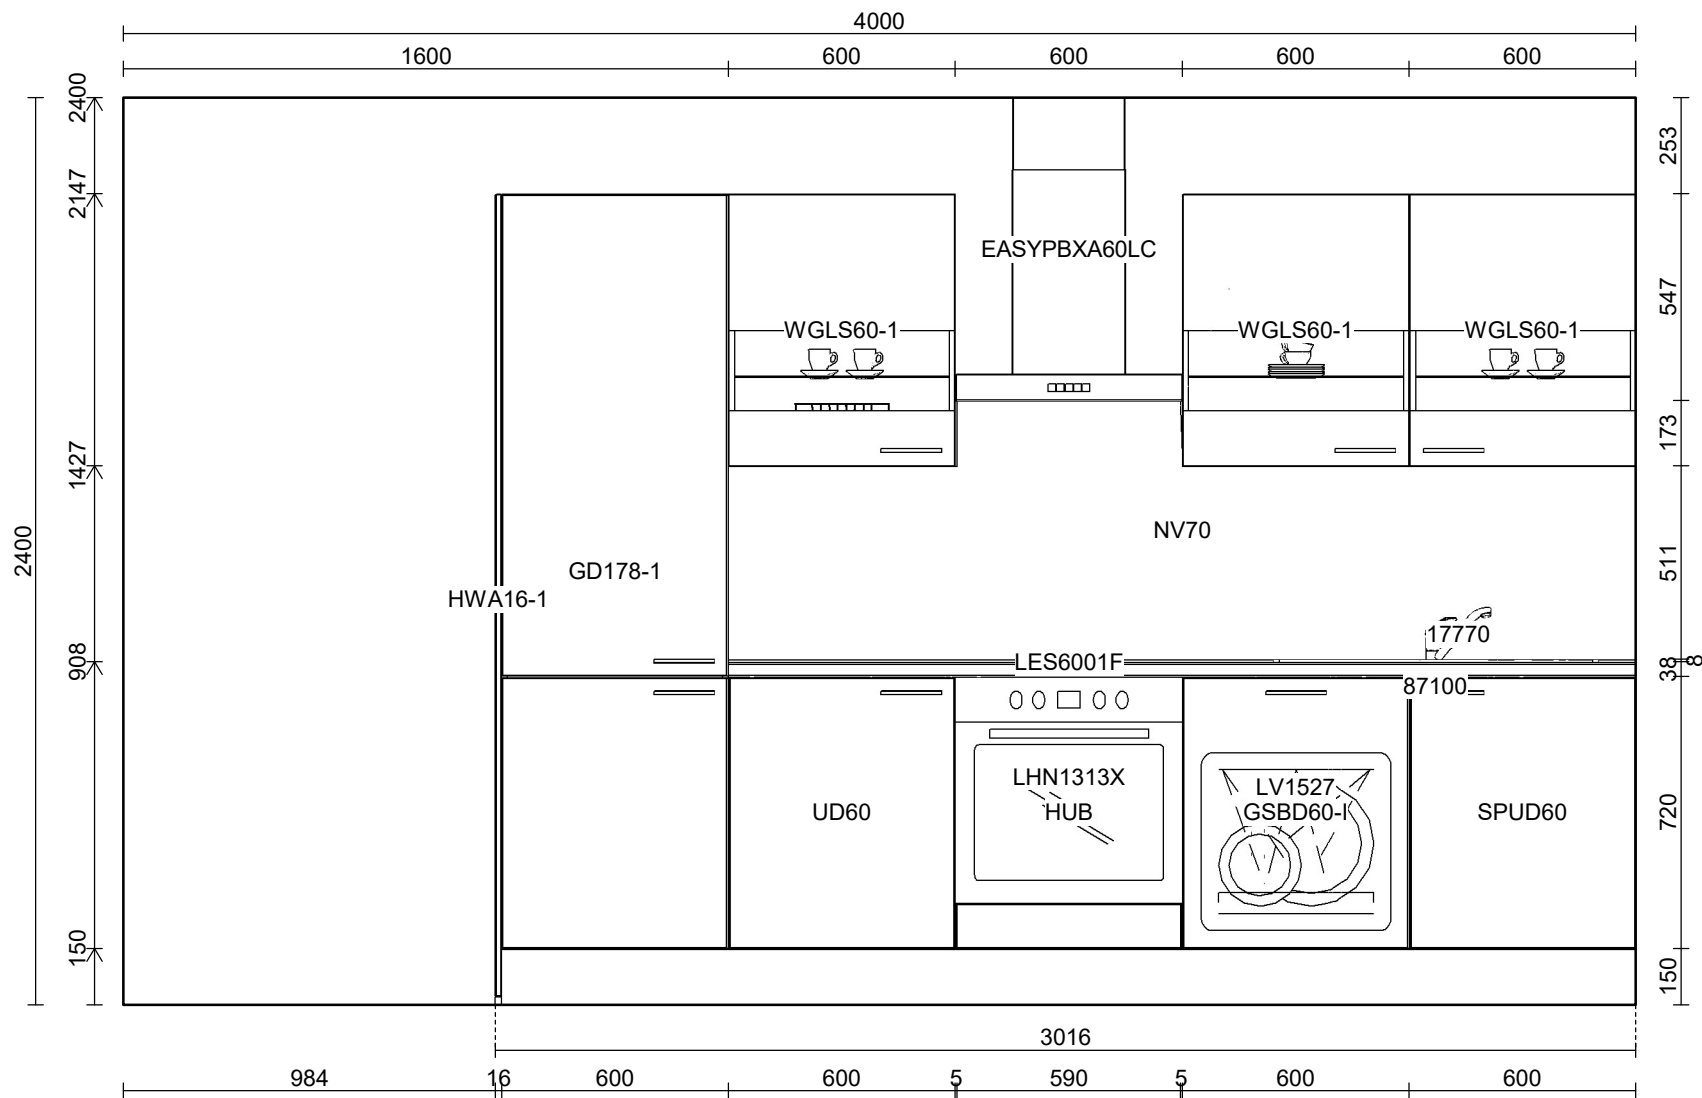 4000
1600 600 600 600 600
2400
2147
1427
908
150
2400
253
547
173
511
38
8
720
150
EASYPBXA60LC
WGLS60-1 WGLS60-1 WGLS60-1
NV70
GD178-1
HWA16-1
17770
LES6001F
87100
LHN1313X
HUB
LV1527
GSBD60-I
UD60
SPUD60
3016
984 16 600 600 5 590 5 600 600